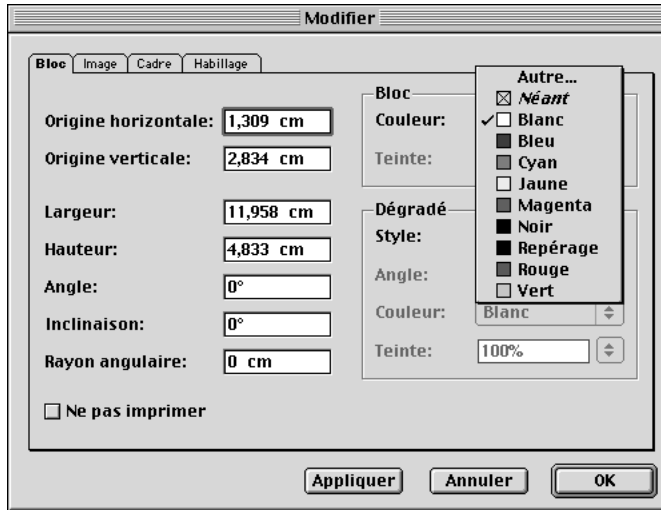 Modifier
Bloc Image Cadre Habillage
Origine horizontale: 1,309 cm
Origine verticale: 2,834 cm
Largeur: 11,958 cm
Hauteur: 4,833 cm
Angle: 0°
Inclinaison: 0°
Rayon angulaire: 0 cm
Ne pas imprimer
Bloc
Couleur:
Teinte:
Autre...
Néant
Blanc
Bleu
Cyan
Jaune
Magenta
Noir
Repérage
Rouge
Vert
Dégradé
Style:
Angle:
Couleur: Blanc
Teinte: 100%
Appliquer Annuler OK